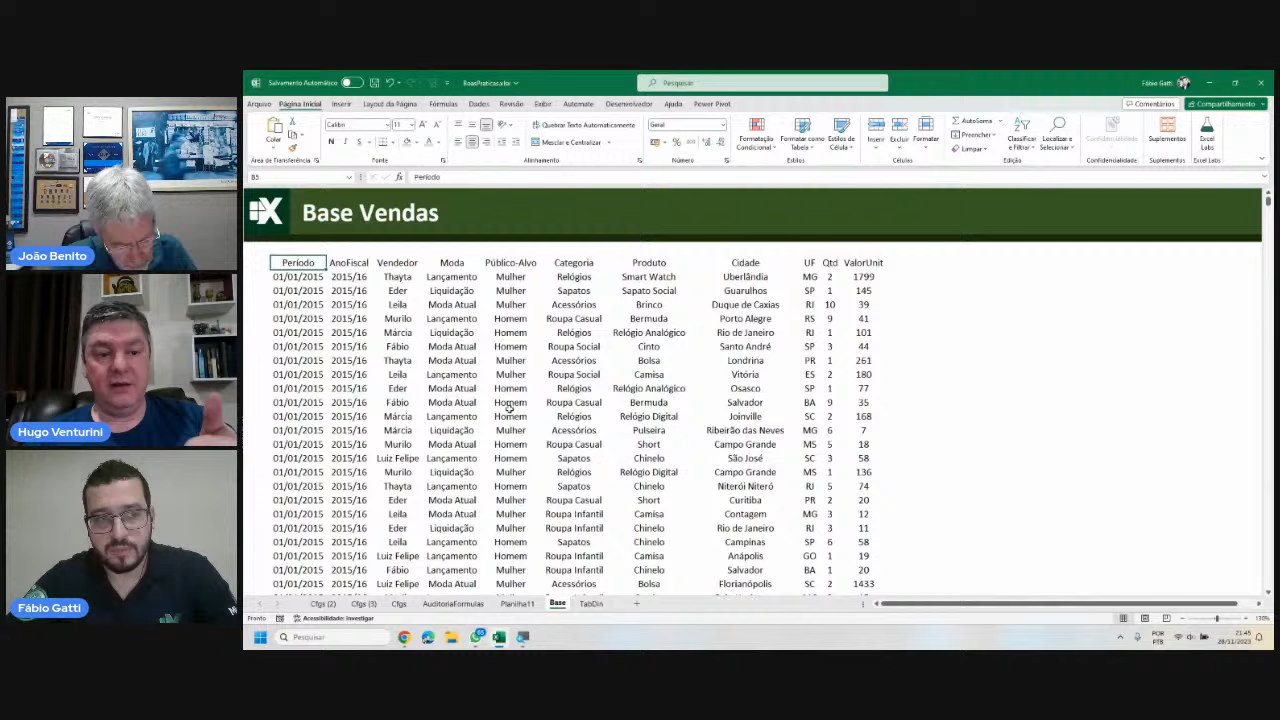 João Benito
Hugo Venturini
Fábio Gatti
Salvamento Automático
BoasPraticas.xlsx
Pesquisar
Fábio Gatti
Arquivo Página Inicial Inserir Layout da Página Fórmulas Dados Revisão Exibir Automate Desenvolvedor Ajuda Power Pivot
Comentários Compartilhamento
Colar
Calibri 11
N I S
Quebrar Texto Automaticamente
Mesclar e Centralizar
Geral
Formatação Condicional
Formatar como Tabela
Estilos de Célula
Inserir Excluir Formatar
AutoSoma
Preencher
Limpar
Classificar e Filtrar
Localizar e Selecionar
Confidencialidade
Suplementos
Excel Labs
Área de Transferência Fonte Alinhamento Número Estilos Células Edição Confidencialidade Suplementos Excel Labs
B5 fx Período
X Base Vendas
Período AnoFiscal Vendedor Moda Público-Alvo Categoria Produto Cidade UF Qtd ValorUnit
01/01/2015 2015/16 Thayta Lançamento Mulher Relógios Smart Watch Uberlândia MG 2 1799
01/01/2015 2015/16 Eder Liquidação Mulher Sapatos Sapato Social Guarulhos SP 1 145
01/01/2015 2015/16 Leila Moda Atual Mulher Acessórios Brinco Duque de Caxias RJ 10 39
01/01/2015 2015/16 Murilo Lançamento Homem Roupa Casual Bermuda Porto Alegre RS 9 41
01/01/2015 2015/16 Márcia Liquidação Homem Relógios Relógio Analógico Rio de Janeiro RJ 1 101
01/01/2015 2015/16 Fábio Moda Atual Homem Roupa Social Cinto Santo André SP 3 44
01/01/2015 2015/16 Thayta Moda Atual Mulher Acessórios Bolsa Londrina PR 1 261
01/01/2015 2015/16 Leila Moda Atual Mulher Roupa Social Camisa Vitória ES 2 180
01/01/2015 2015/16 Eder Moda Atual Homem Relógios Relógio Analógico Osasco SP 1 77
01/01/2015 2015/16 Fábio Moda Atual Homem Roupa Casual Bermuda Salvador BA 9 35
01/01/2015 2015/16 Márcia Lançamento Homem Relógios Relógio Digital Joinville SC 2 168
01/01/2015 2015/16 Márcia Liquidação Mulher Acessórios Pulseira Ribeirão das Neves MG 6 7
01/01/2015 2015/16 Murilo Moda Atual Homem Roupa Casual Short Campo Grande MS 5 18
01/01/2015 2015/16 Luiz Felipe Lançamento Homem Sapatos Chinelo São José SC 3 58
01/01/2015 2015/16 Murilo Liquidação Mulher Relógios Relógio Digital Campo Grande MS 1 136
01/01/2015 2015/16 Thayta Lançamento Homem Sapatos Chinelo Niterói Niteró RJ 5 74
01/01/2015 2015/16 Eder Moda Atual Mulher Roupa Casual Short Curitiba PR 2 20
01/01/2015 2015/16 Leila Moda Atual Mulher Roupa Infantil Camisa Contagem MG 3 12
01/01/2015 2015/16 Eder Liquidação Mulher Roupa Infantil Chinelo Rio de Janeiro RJ 3 11
01/01/2015 2015/16 Leila Lançamento Homem Sapatos Chinelo Campinas SP 6 58
01/01/2015 2015/16 Luiz Felipe Lançamento Homem Roupa Infantil Camisa Anápolis GO 1 19
01/01/2015 2015/16 Fábio Lançamento Mulher Roupa Infantil Chinelo Salvador BA 1 20
01/01/2015 2015/16 Luiz Felipe Moda Atual Mulher Acessórios Bolsa Florianópolis SC 2 1433
Cfgs (2) Cfgs (3) Cfgs AuditoriaFormulas Planilha11 Base TabDin
Pronto Acessibilidade: Investigar 130%
Pesquisar
POR
PTB
21:45
28/11/2023